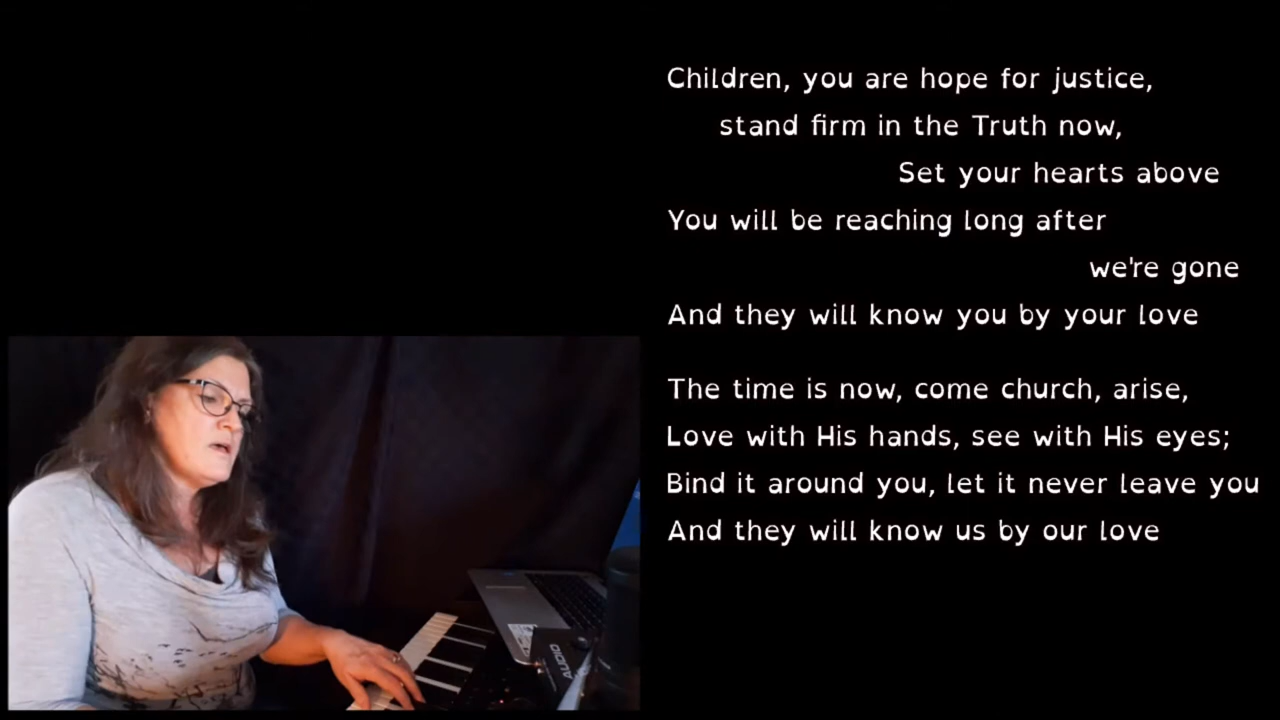 Children, you are hope for justice,
stand firm in the Truth now,
Set your hearts above
You will be reaching long after
we're gone
And they will know you by your love
The time is now, come church, arise,
Love with His hands, see with His eyes;
Bind it around you, let it never leave you
And they will know us by our love
AUDIO